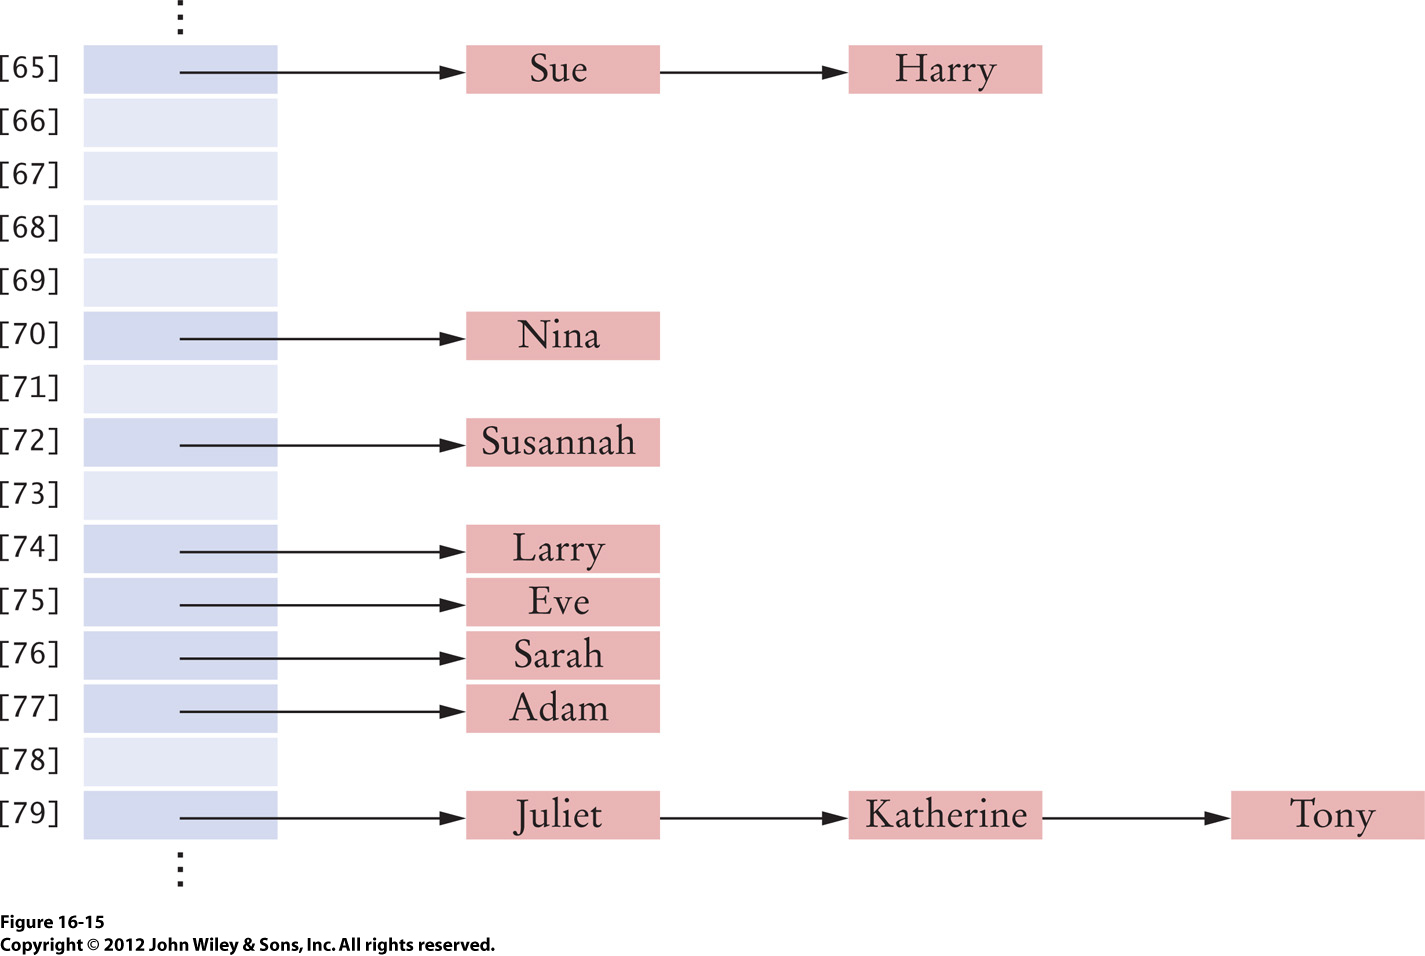 [65] Sue Harry
[66]
[67]
[68]
[69]
[70] Nina
[71]
[72] Susannah
[73]
[74] Larry
[75] Eve
[76] Sarah
[77] Adam
[78]
[79] Juliet Katherine Tony
Figure 16-15
Copyright © 2012 John Wiley & Sons, Inc. All rights reserved.